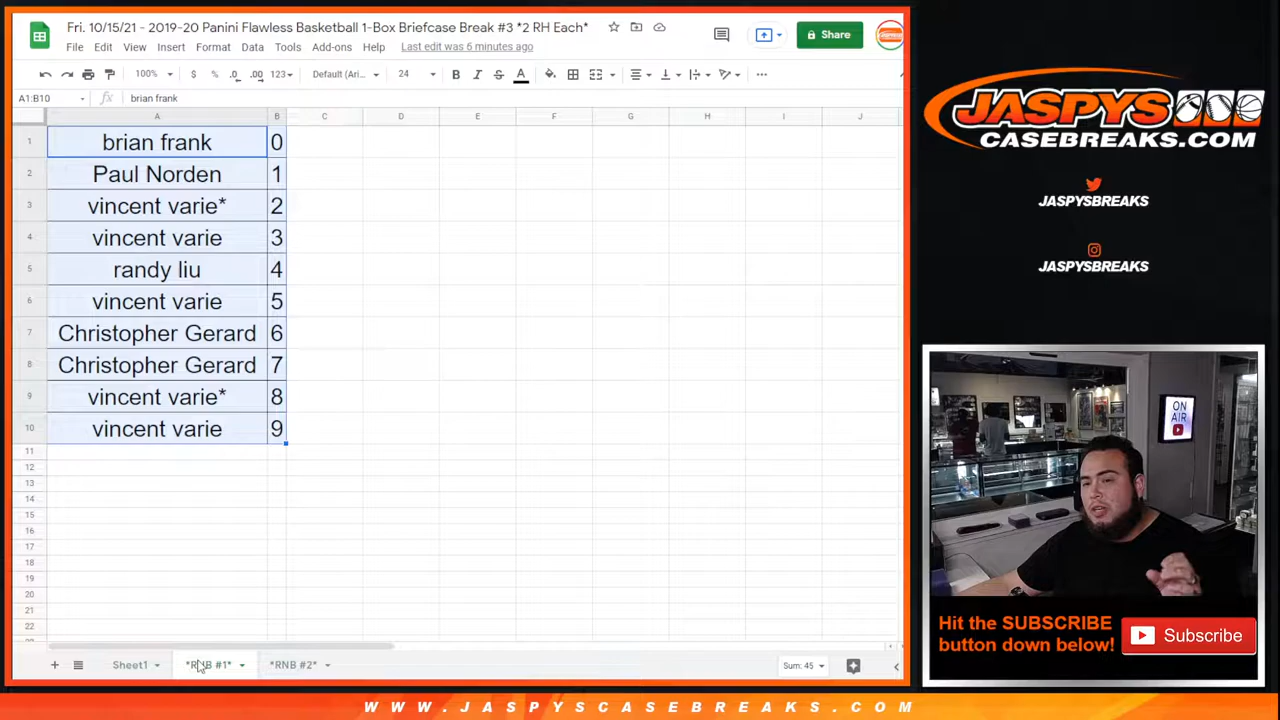 Fri. 10/15/21 - 2019-20 Panini Flawless Basketball 1-Box Briefcase Break #3 *2 RH Each*
File Edit View Insert Format Data Tools Add-ons Help Last edit was 6 minutes ago
Share
100% $ % .0 .00 123 Default (Ari... 24 B I S A
A1:B10 fx brian frank
A B C D E F G H I J
1 brian frank 0
2 Paul Norden 1
3 vincent varie* 2
4 vincent varie 3
5 randy liu 4
6 vincent varie 5
7 Christopher Gerard 6
8 Christopher Gerard 7
9 vincent varie* 8
10 vincent varie 9
11
12
13
14
15
16
17
18
19
20
21
22
Sheet1 *RNB #1* *RNB #2* Sum: 45
JASPYS
CASEBREAKS.COM
JASPYSBREAKS
JASPYSBREAKS
ON
AIR
Hit the SUBSCRIBE
button down below!
Subscribe
WWW.JASPYSCASEBREAKS.COM